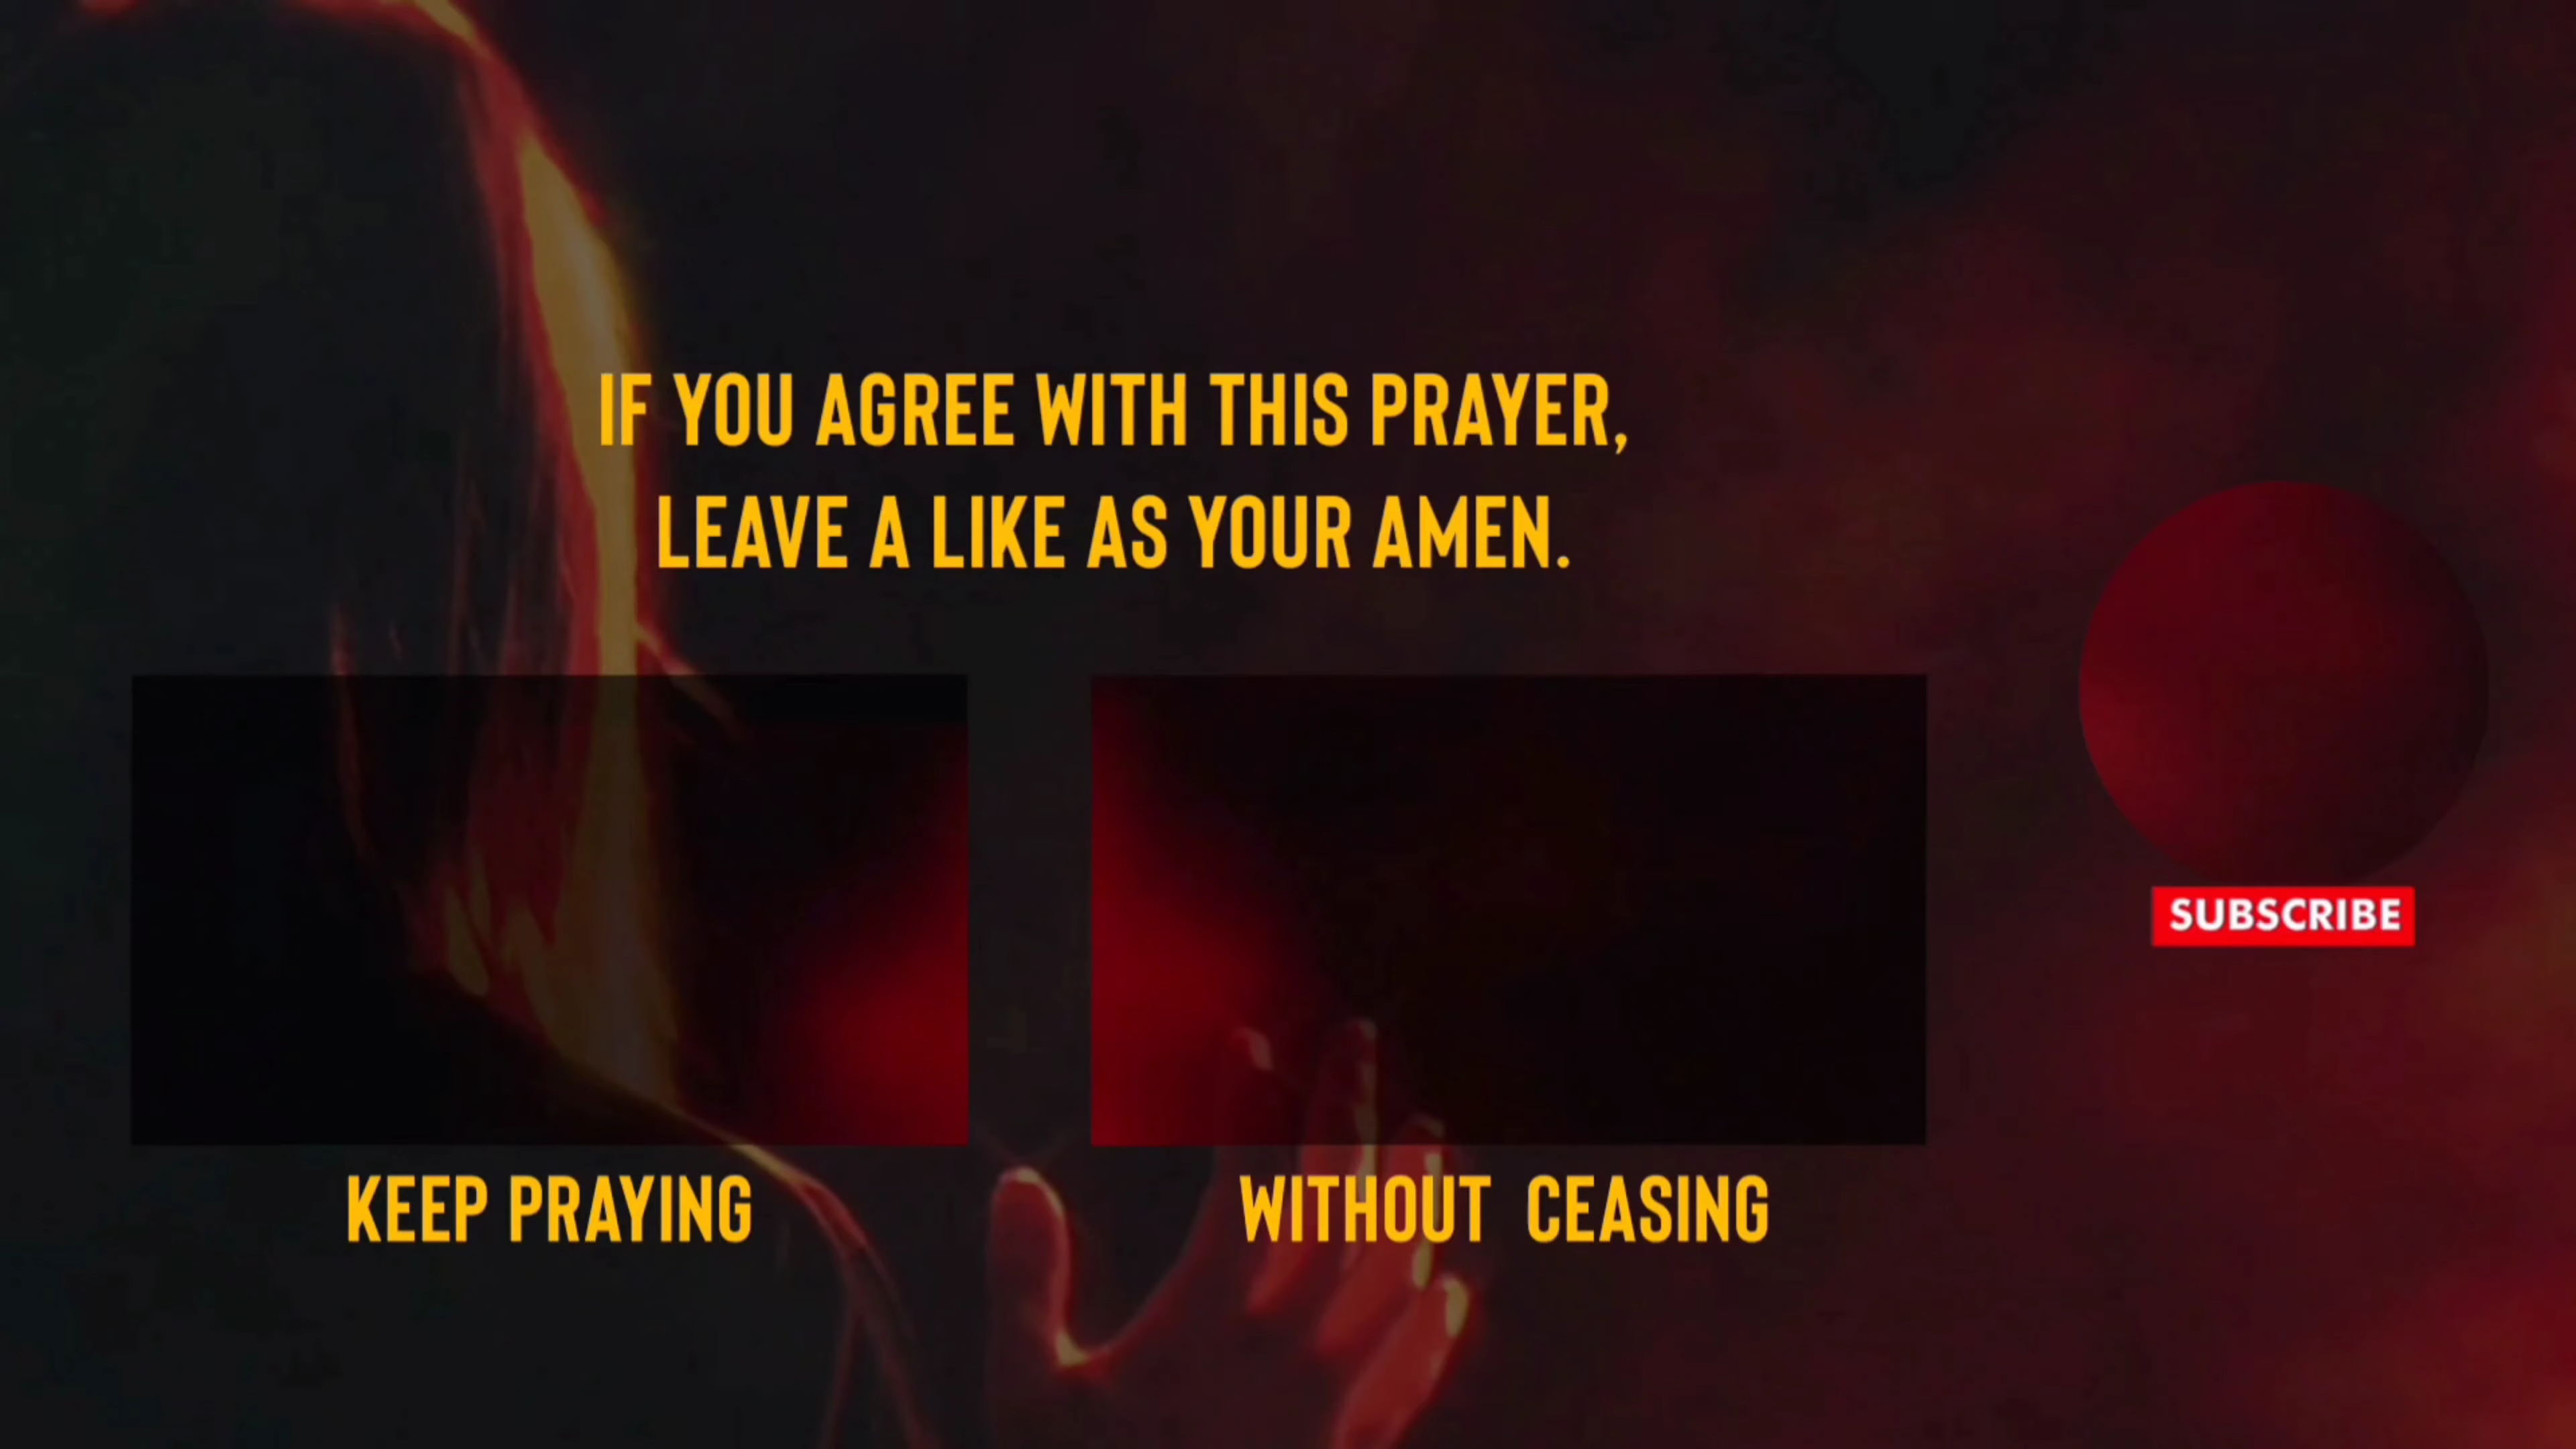 IF YOU AGREE WITH THIS PRAYER,
LEAVE A LIKE AS YOUR AMEN.
SUBSCRIBE
KEEP PRAYING
WITHOUT CEASING